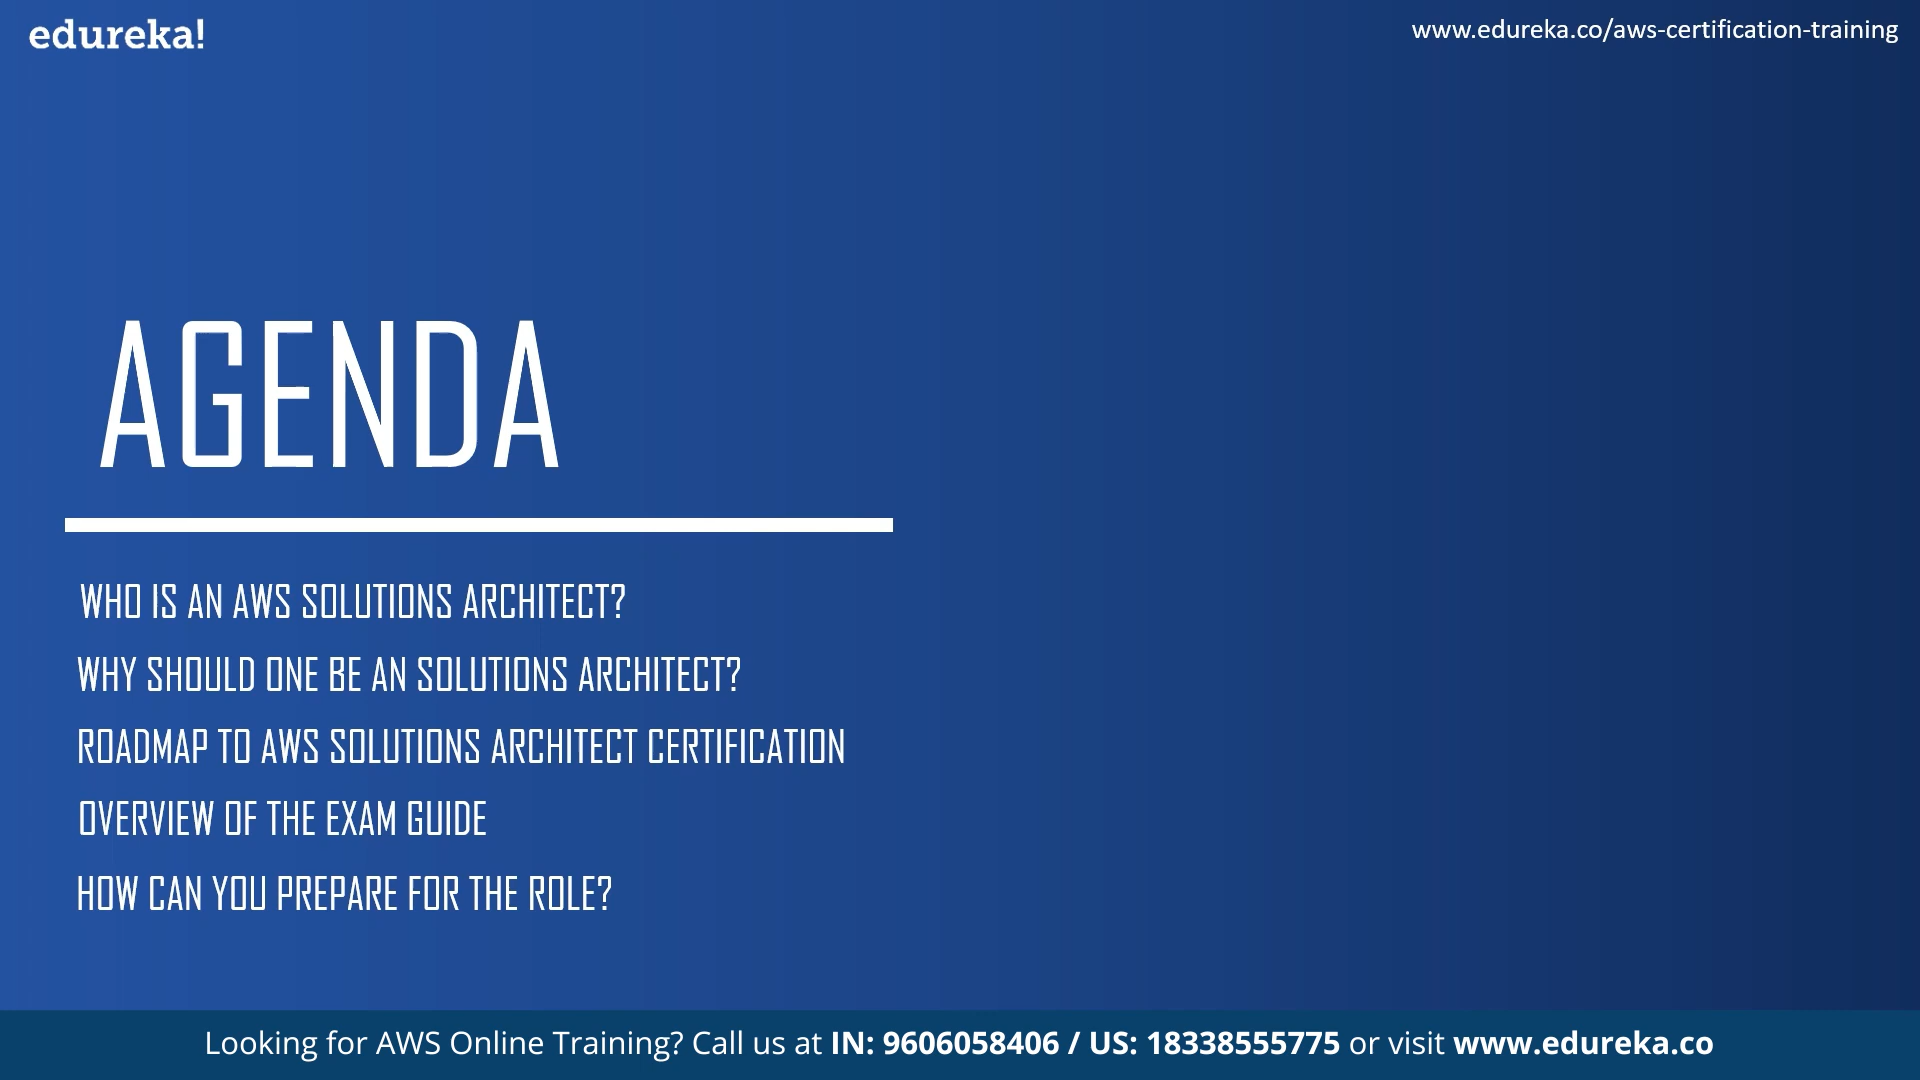 edureka!
www.edureka.co/aws-certification-training
AGENDA
WHO IS AN AWS SOLUTIONS ARCHITECT?
WHY SHOULD ONE BE AN SOLUTIONS ARCHITECT?
ROADMAP TO AWS SOLUTIONS ARCHITECT CERTIFICATION
OVERVIEW OF THE EXAM GUIDE
HOW CAN YOU PREPARE FOR THE ROLE?
Looking for AWS Online Training? Call us at IN: 9606058406 / US: 18338555775 or visit www.edureka.co